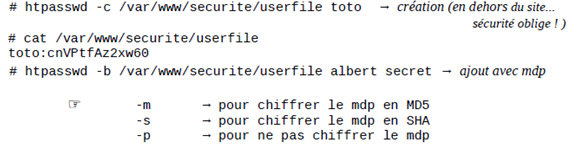 # htpasswd -c /var/www/securite/userfile toto → création (en dehors du site...
sécurité oblige ! )
# cat /var/www/securite/userfile
toto:cnVPtfAz2xw60
# htpasswd -b /var/www/securite/userfile albert secret → ajout avec mdp
☞ -m → pour chiffrer le mdp en MD5
-s → pour chiffrer le mdp en SHA
-p → pour ne pas chiffrer le mdp